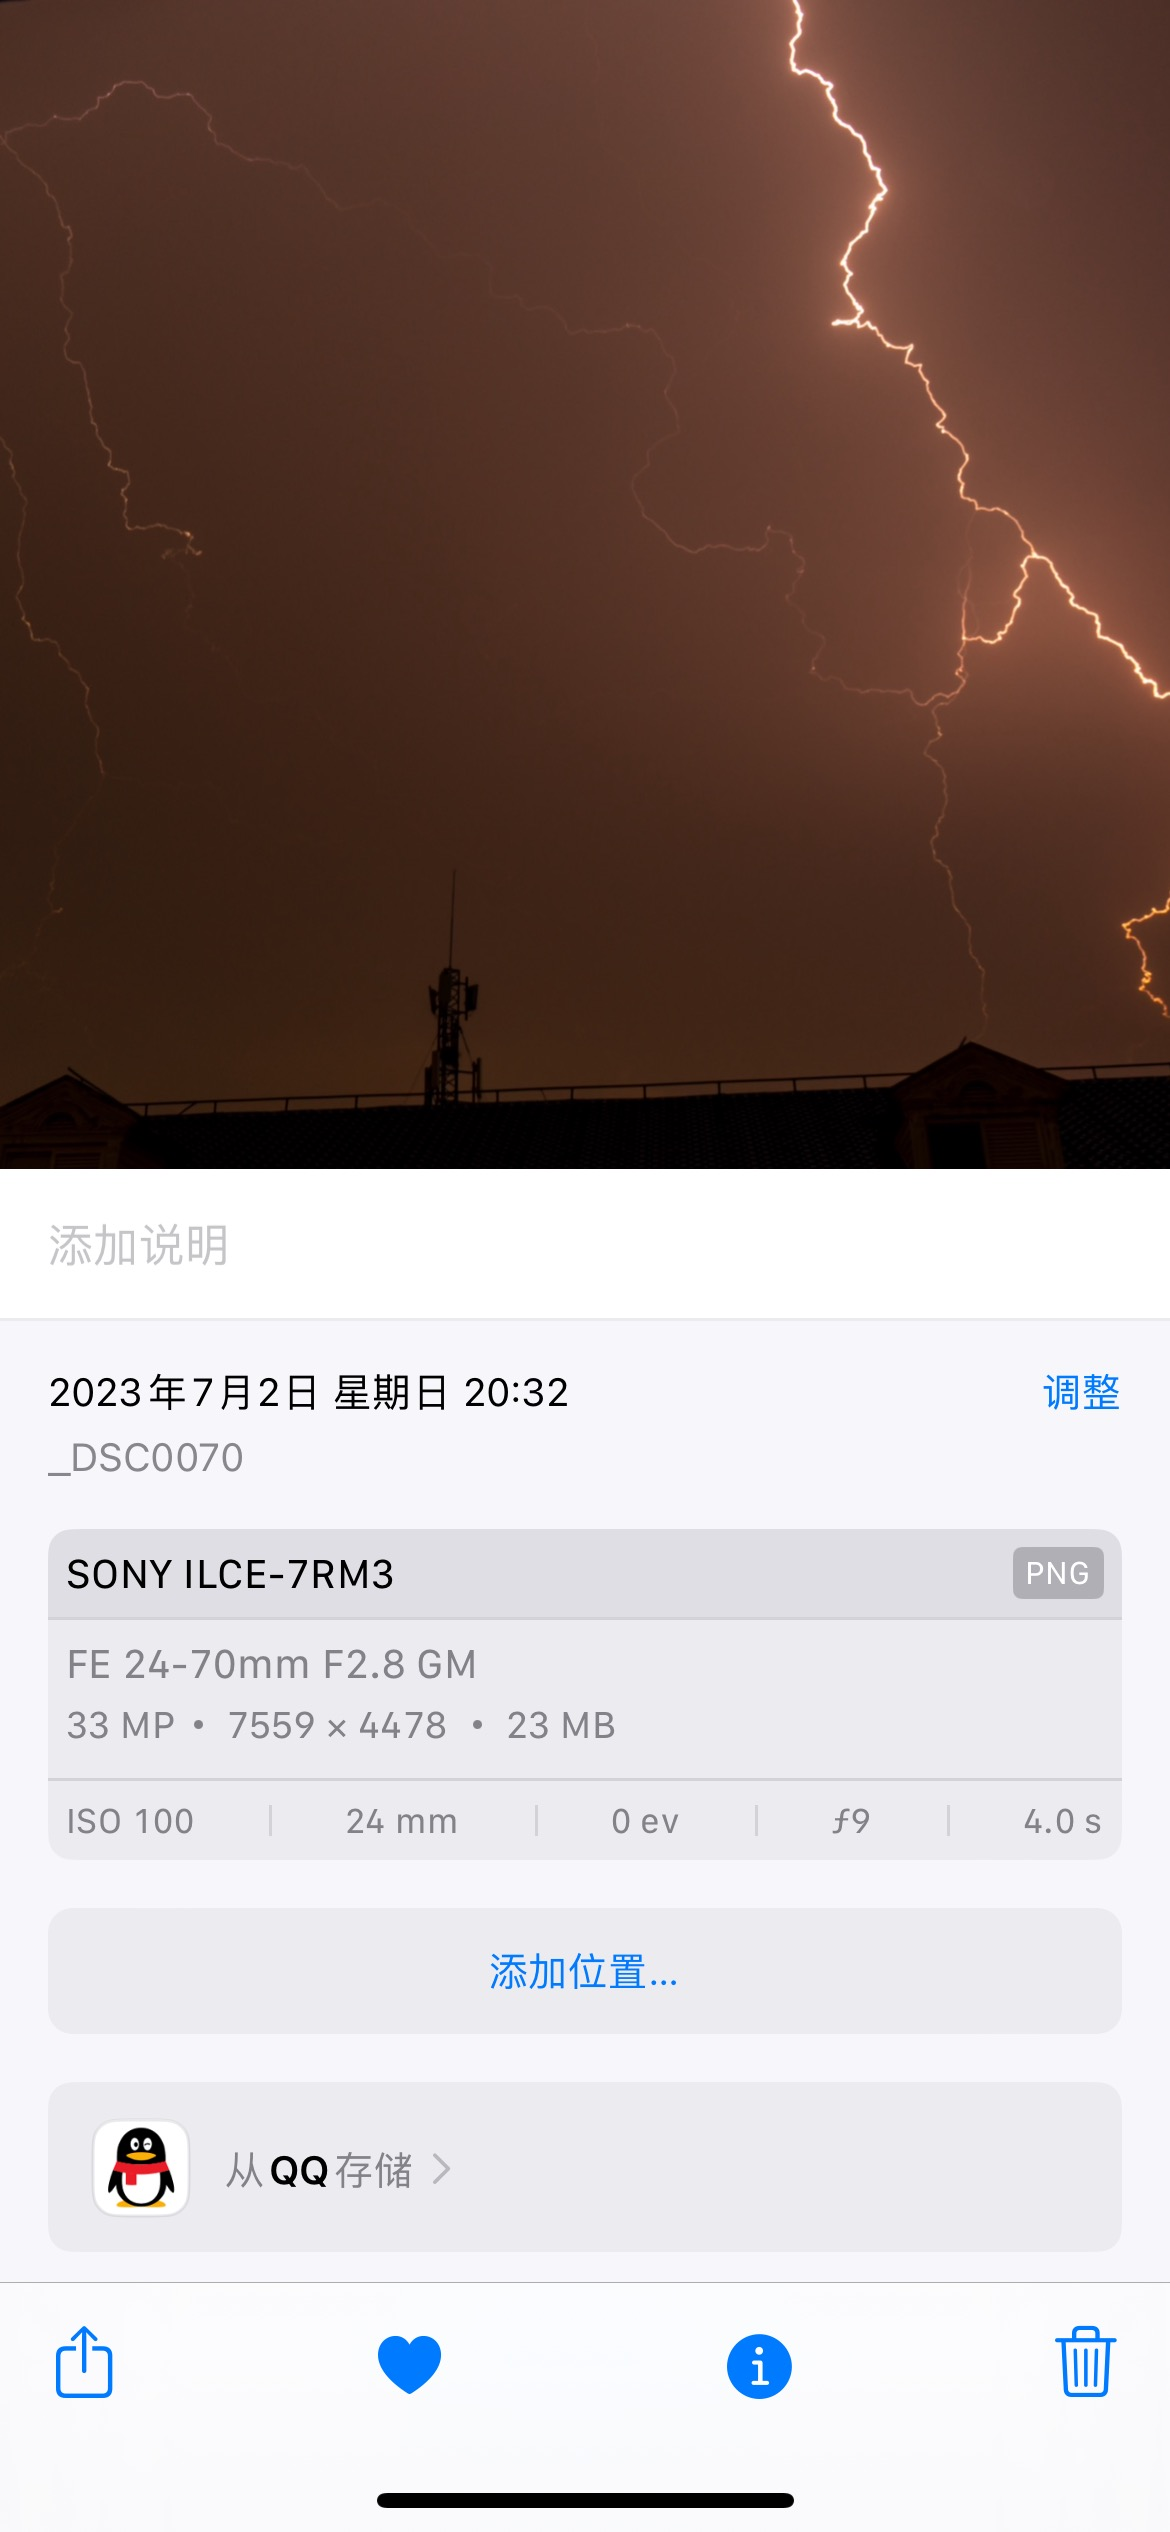 添加说明
2023年7月2日 星期日 20:32
调整
_DSC0070
SONY ILCE-7RM3
PNG
FE 24-70mm F2.8 GM
33 MP • 7559 × 4478 • 23 MB
ISO 100
24 mm
0 ev
ƒ9
4.0 s
添加位置...
从QQ存储